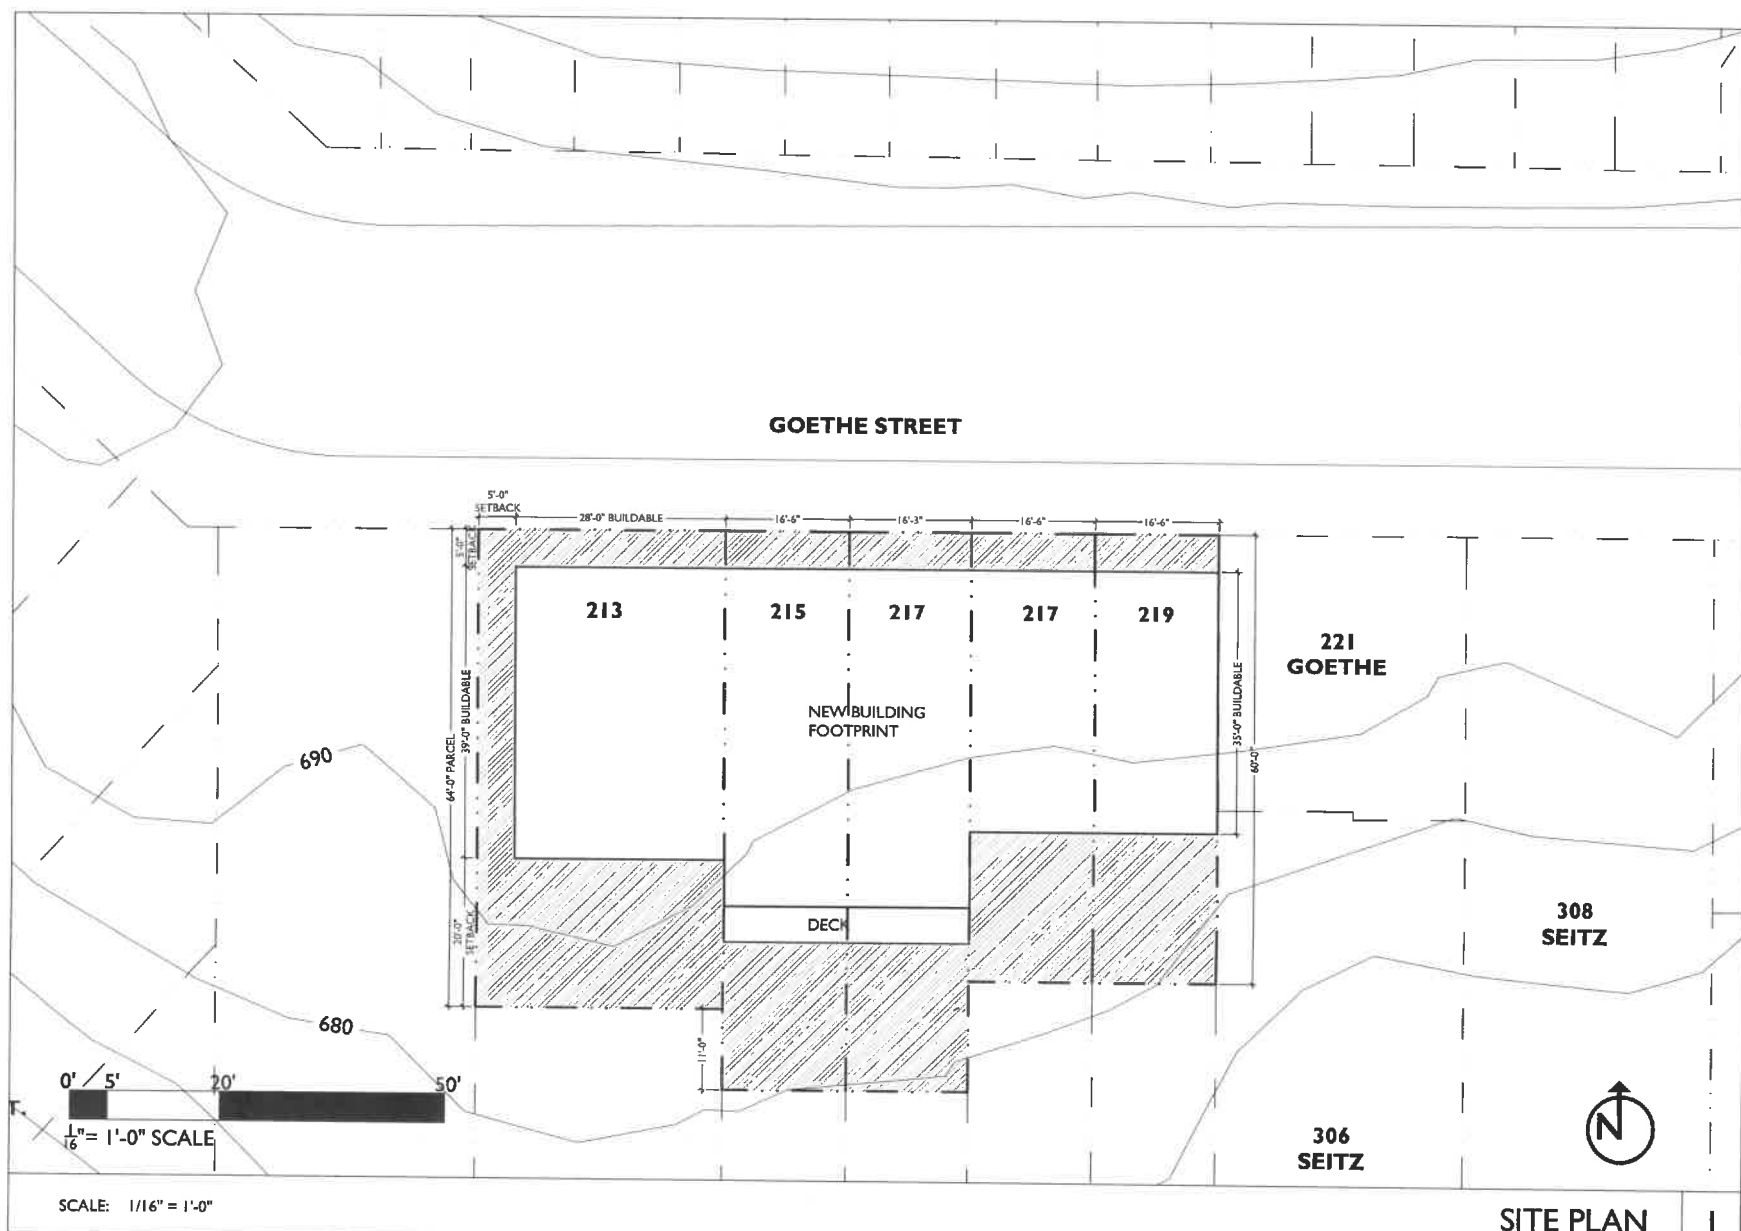 GOETHE STREET
5'-0"
SETBACK
28'-0" BUILDABLE
16'-6"
16'-3"
16'-6"
16'-6"
5'-0"
SETBACK
213
215
217
217
219
221
GOETHE
64'-0" PARCEL
39'-0" BUILDABLE
35'-0" BUILDABLE
60'-0"
NEW BUILDING
FOOTPRINT
690
DECK
20'-0"
SETBACK
308
SEITZ
680
11'-0"
0' 5' 20' 50'
1/16"= 1'-0" SCALE
306
SEITZ
N
SCALE: 1/16" = 1'-0"
SITE PLAN
1